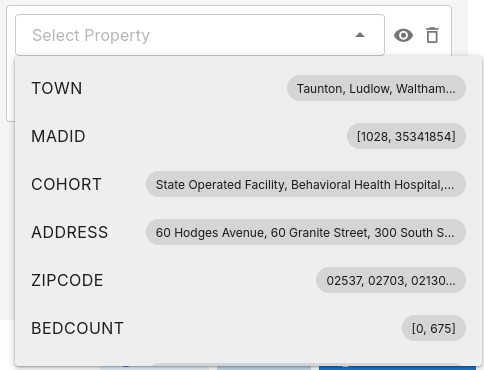 Select Property
TOWN Taunton, Ludlow, Waltham...
MADID [1028, 35341854]
COHORT State Operated Facility, Behavioral Health Hospital,...
ADDRESS 60 Hodges Avenue, 60 Granite Street, 300 South S...
ZIPCODE 02537, 02703, 02130...
BEDCOUNT [0, 675]